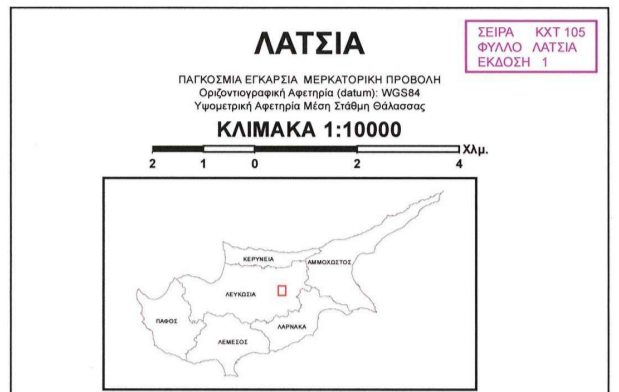 ΛΑΤΣΙΑ
ΣΕΙΡΑ ΚΧΤ 105
ΦΥΛΛΟ ΛΑΤΣΙΑ
ΕΚΔΟΣΗ 1
ΠΑΓΚΟΣΜΙΑ ΕΓΚΑΡΣΙΑ ΜΕΡΚΑΤΟΡΙΚΗ ΠΡΟΒΟΛΗ
Οριζοντιογραφική Αφετηρία (datum): WGS84
Υψομετρική Αφετηρία Μέση Στάθμη Θάλασσας
ΚΛΙΜΑΚΑ 1:10000
Χλμ.
2 1 0 2 4
ΚΕΡΥΝΕΙΑ
ΑΜΜΟΧΩΣΤΟΣ
ΛΕΥΚΩΣΙΑ
ΠΑΦΟΣ
ΛΑΡΝΑΚΑ
ΛΕΜΕΣΟΣ